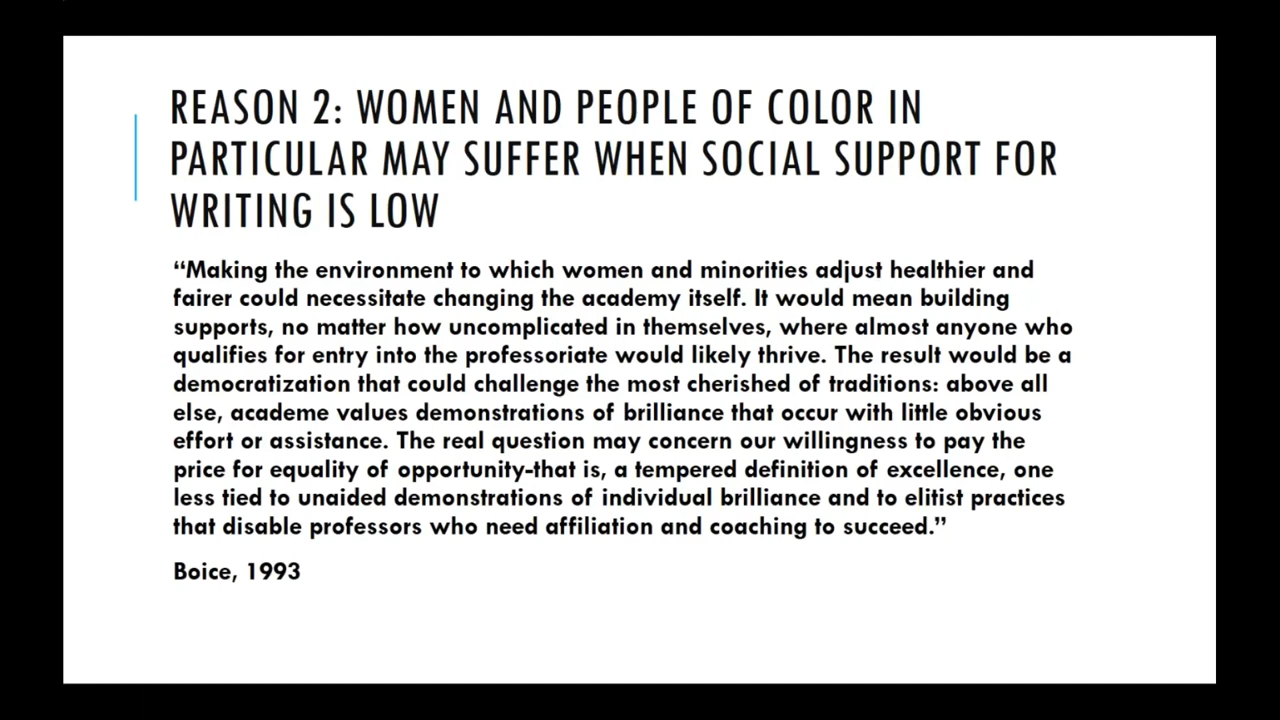 REASON 2: WOMEN AND PEOPLE OF COLOR IN
PARTICULAR MAY SUFFER WHEN SOCIAL SUPPORT FOR
WRITING IS LOW
“Making the environment to which women and minorities adjust healthier and
fairer could necessitate changing the academy itself. It would mean building
supports, no matter how uncomplicated in themselves, where almost anyone who
qualifies for entry into the professoriate would likely thrive. The result would be a
democratization that could challenge the most cherished of traditions: above all
else, academe values demonstrations of brilliance that occur with little obvious
effort or assistance. The real question may concern our willingness to pay the
price for equality of opportunity-that is, a tempered definition of excellence, one
less tied to unaided demonstrations of individual brilliance and to elitist practices
that disable professors who need affiliation and coaching to succeed.”
Boice, 1993